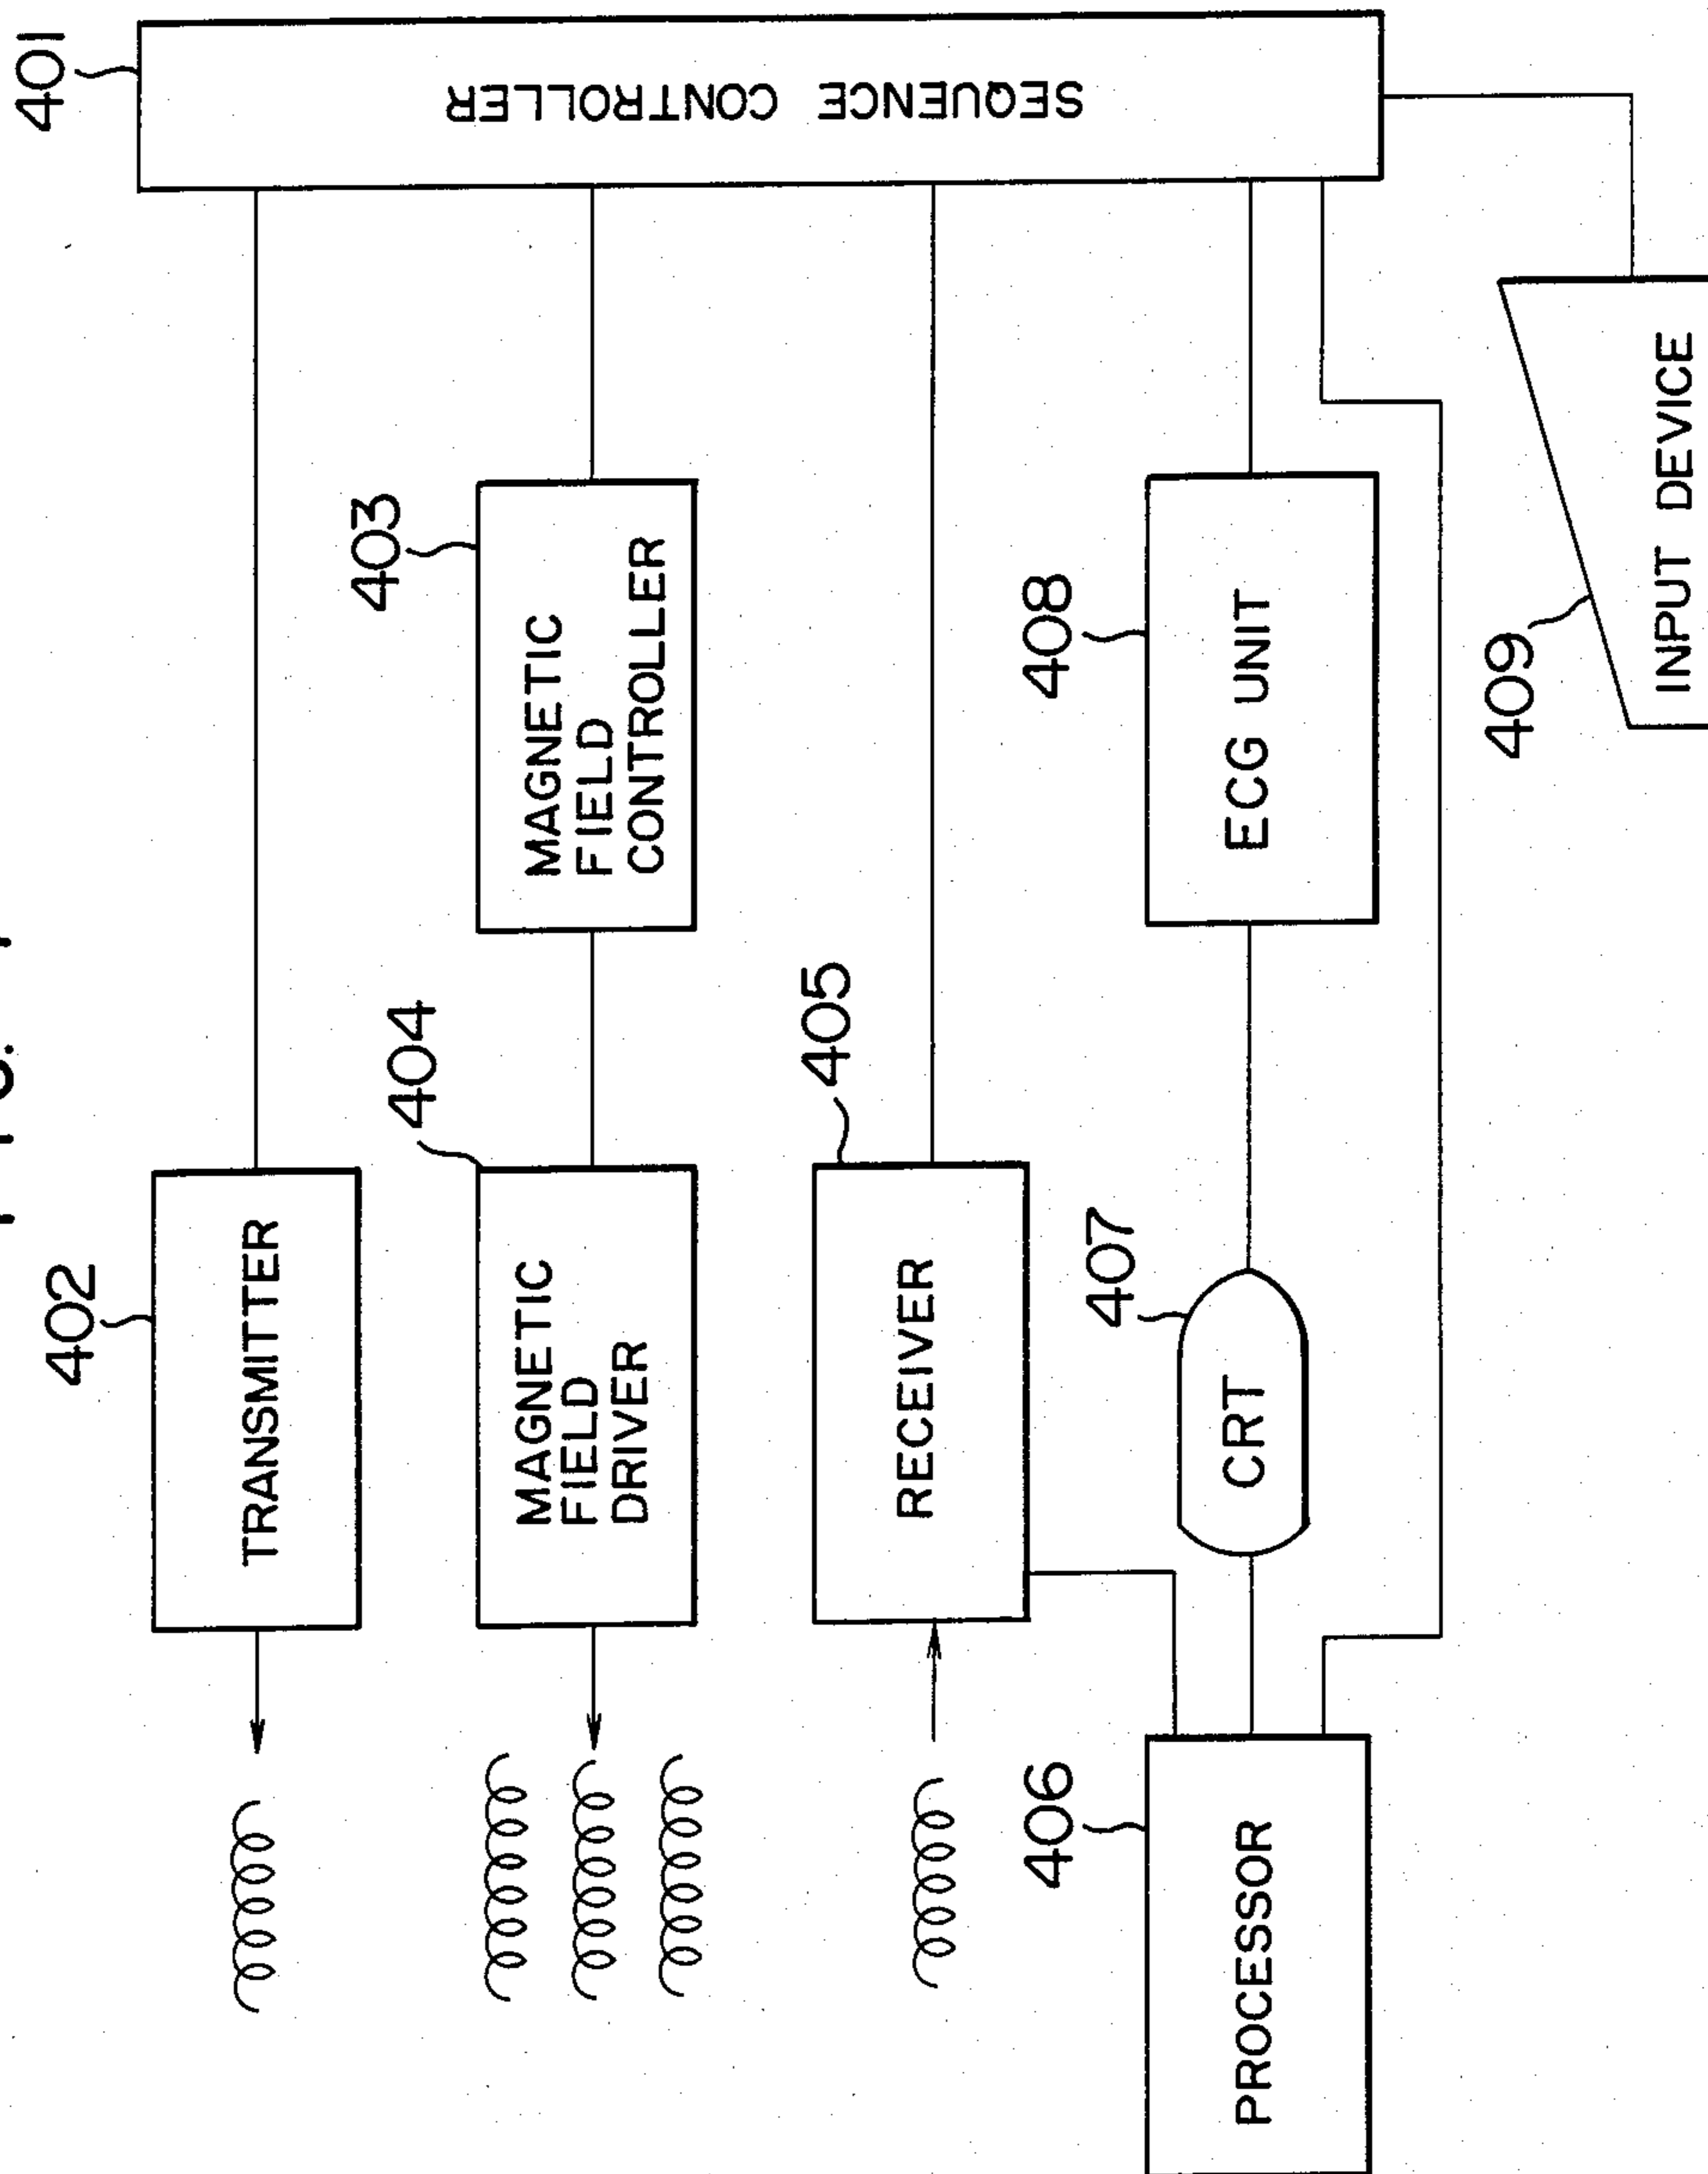 FIG.
401
SEQUENCE CONTROLLER
402
TRANSMITTER
403
MAGNETIC
FIELD
CONTROLLER
404
MAGNETIC
FIELD
DRIVER
405
RECEIVER
408
ECG UNIT
407
CRT
406
PROCESSOR
409
INPUT DEVICE